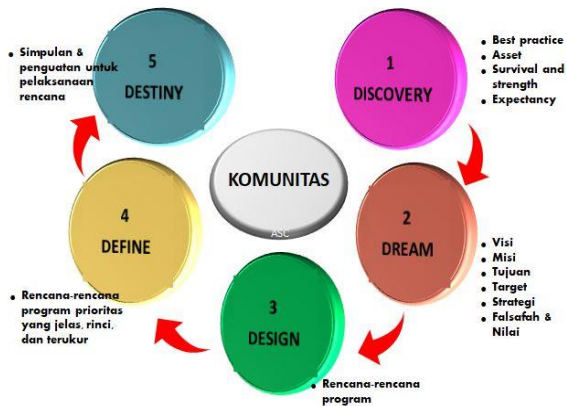 1
DISCOVERY
• Best practice
• Asset
• Survival and
strength
• Expectancy
2
DREAM
• Visi
• Misi
• Tujuan
• Target
• Strategi
• Falsafah &
Nilai
3
DESIGN
• Rencana-rencana
program
4
DEFINE
• Rencana-rencana
program prioritas
yang jelas, rinci,
dan terukur
5
DESTINY
• Simpulan &
penguatan untuk
pelaksanaan
rencana
KOMUNITAS
ASC